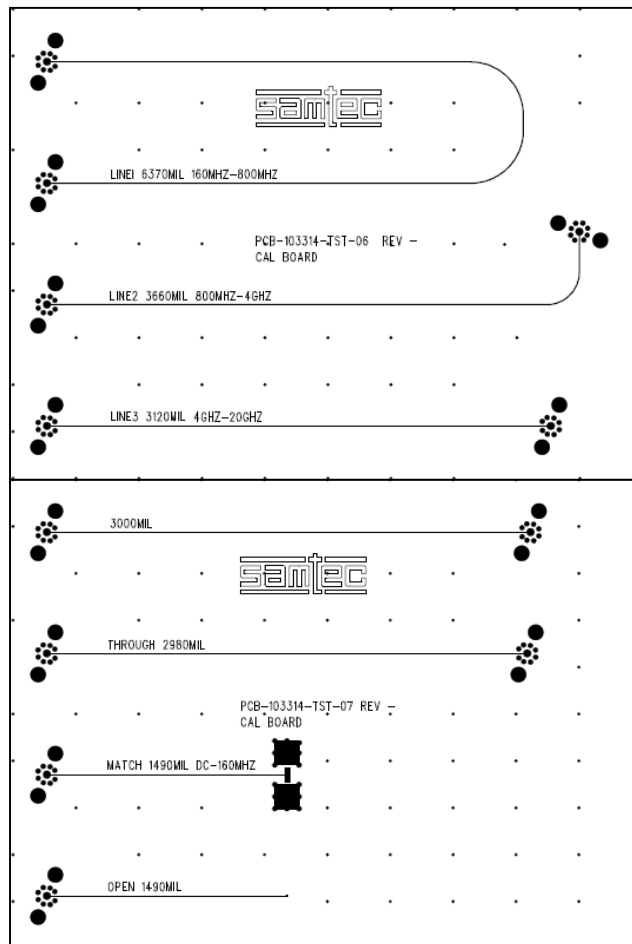 samtec
LINE1 6370MIL 160MHZ-800MHZ
PCB-103314-TST-06 REV -
CAL BOARD
LINE2 3660MIL 800MHZ-4GHZ
LINE3 3120MIL 4GHZ-20GHZ
3000MIL
samtec
THROUGH 2980MIL
PCB-103314-TST-07 REV -
CAL BOARD
MATCH 1490MIL DC-160MHZ
OPEN 1490MIL